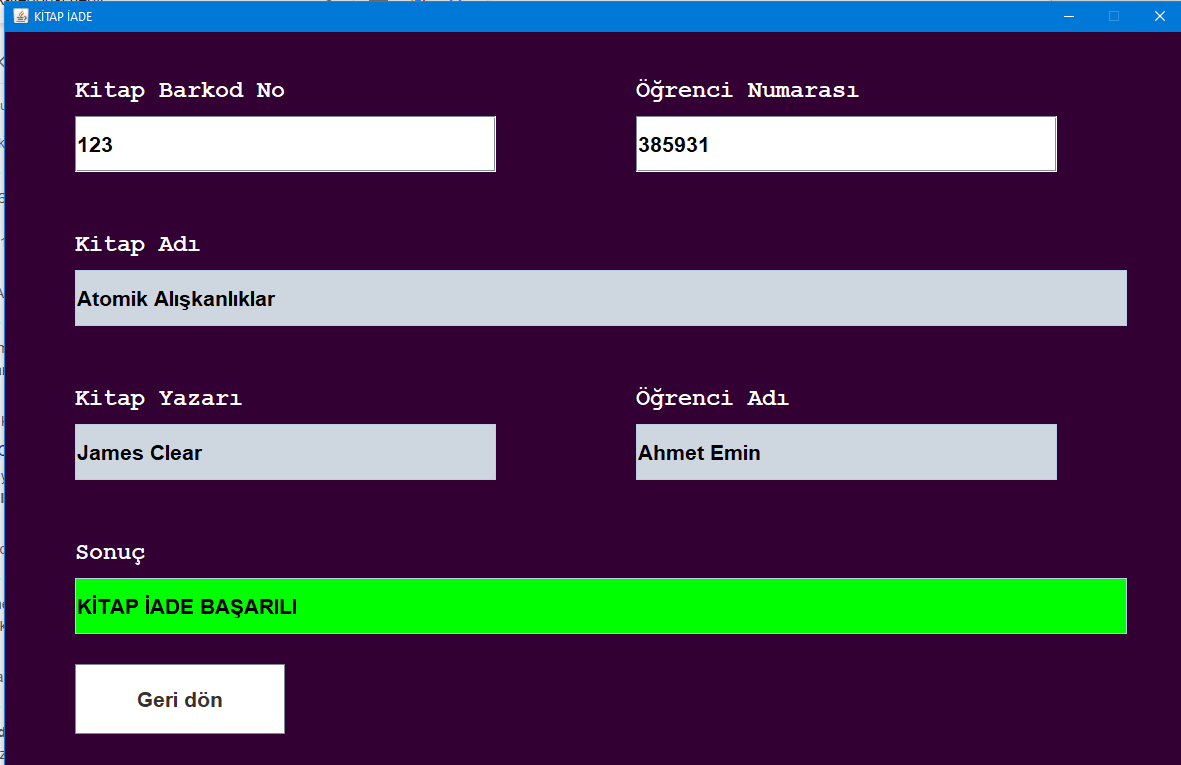 KİTAP İADE
Kitap Barkod No
Öğrenci Numarası
123
385931
Kitap Adı
Atomik Alışkanlıklar
Kitap Yazarı
Öğrenci Adı
James Clear
Ahmet Emin
Sonuç
KİTAP İADE BAŞARILI
Geri dön